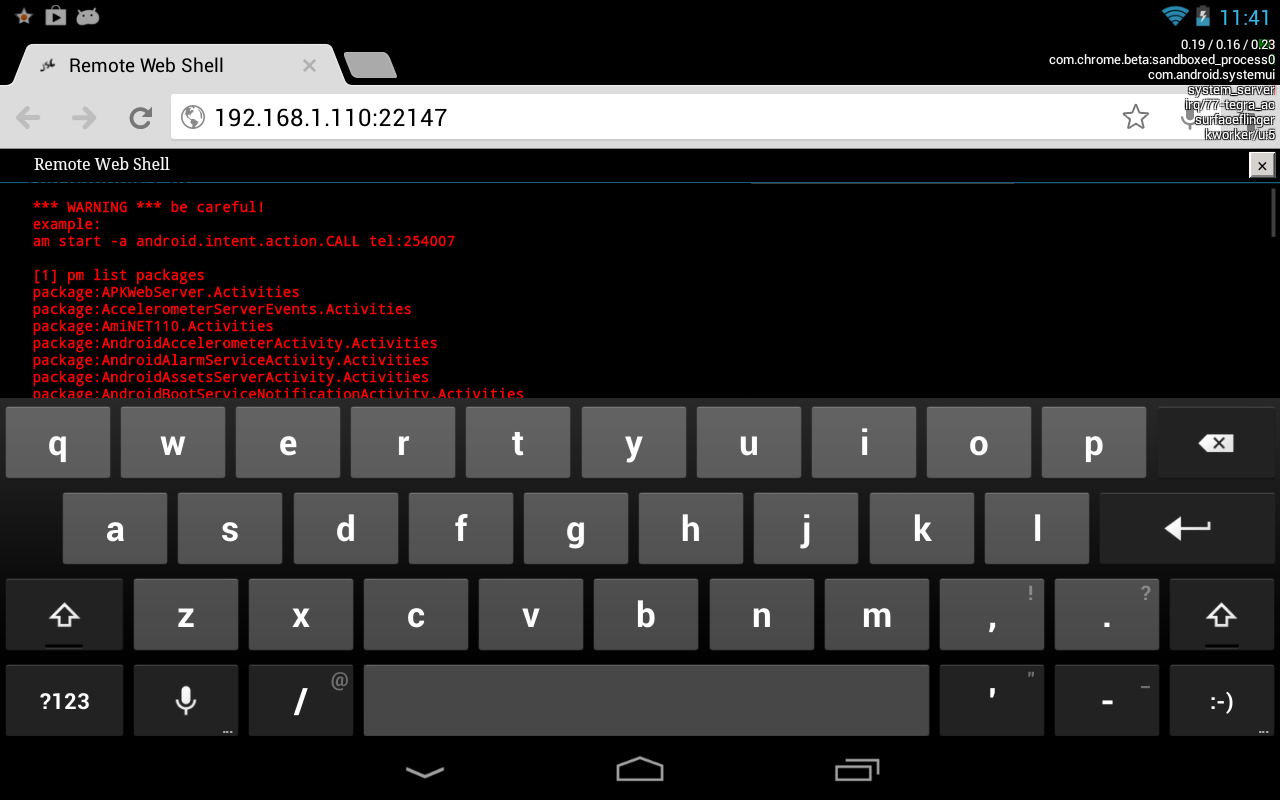 11:41
0.19 / 0.16 / 0.23
Remote Web Shell
com.chrome.beta:sandboxed_process0
com.android.systemui
system_server
192.168.1.110:22147
irq/77-tegra_ac
surfaceflinger
kworker/u:5
Remote Web Shell
*** WARNING *** be careful!
example:
am start -a android.intent.action.CALL tel:254007
[1] pm list packages
package:APKWebServer.Activities
package:AccelerometerServerEvents.Activities
package:AmiNET110.Activities
package:AndroidAccelerometerActivity.Activities
package:AndroidAlarmServiceActivity.Activities
package:AndroidAssetsServerActivity.Activities
package:AndroidBootServiceNotificationActivity.Activities
q w e r t y u i o p
a s d f g h j k l
z x c v b n m , ! . ?
?123 / @ ' " - _ :-)